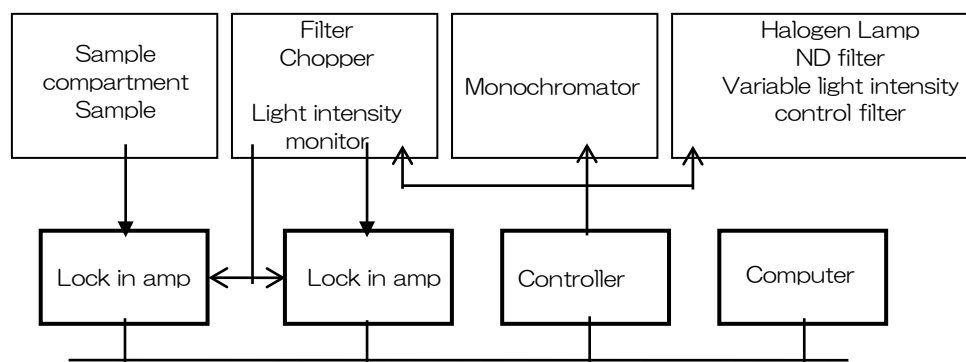 Sample
compartment
Sample
Filter
Chopper
Light intensity
monitor
Monochromator
Halogen Lamp
ND filter
Variable light intensity
control filter
Lock in amp
Lock in amp
Controller
Computer